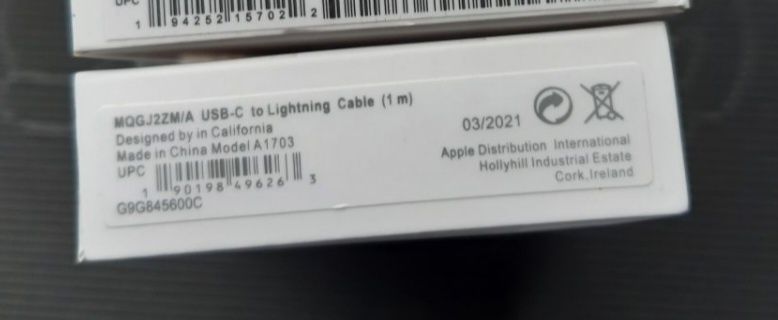 UPC
1 94252 15702 2
MQGJ2ZM/A USB-C to Lightning Cable (1 m)
Designed by in California
Made in China Model A1703
UPC
1 90198 49626 3
G9G845600C
03/2021
Apple Distribution International
Hollyhill Industrial Estate
Cork.Ireland